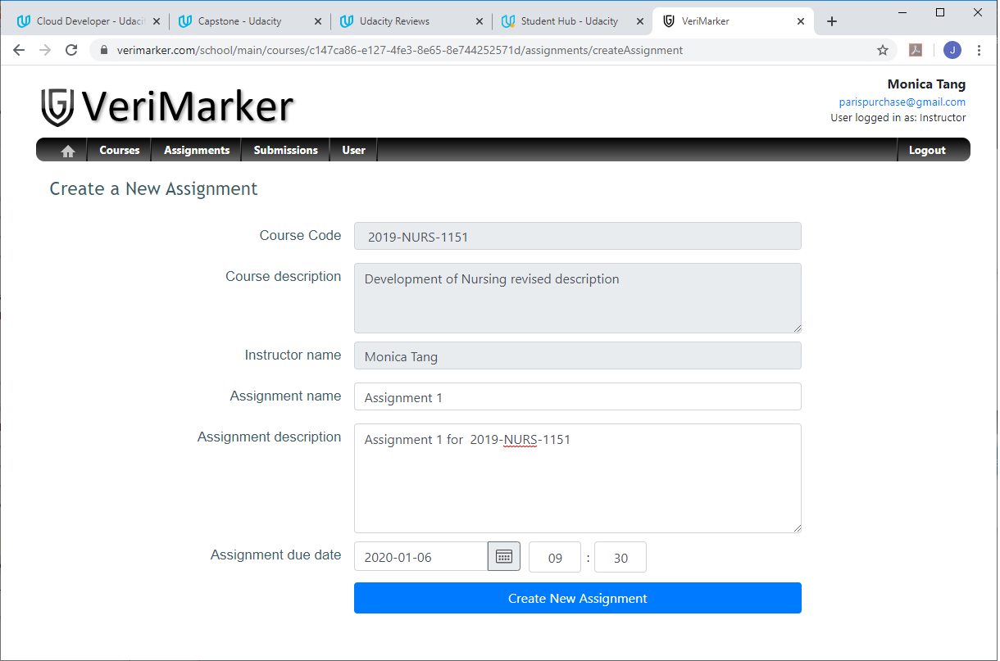 Cloud Developer - Udaci
Capstone - Udacity
Udacity Reviews
Student Hub - Udacity
VeriMarker
verimarker.com/school/main/courses/c147ca86-e127-4fe3-8e65-8e744252571d/assignments/createAssignment
J
VeriMarker
Monica Tang
parispurchase@gmail.com
User logged in as: Instructor
Courses Assignments Submissions User Logout
Create a New Assignment
Course Code 2019-NURS-1151
Course description Development of Nursing revised description
Instructor name Monica Tang
Assignment name Assignment 1
Assignment description Assignment 1 for 2019-NURS-1151
Assignment due date 2020-01-06 09 : 30
Create New Assignment